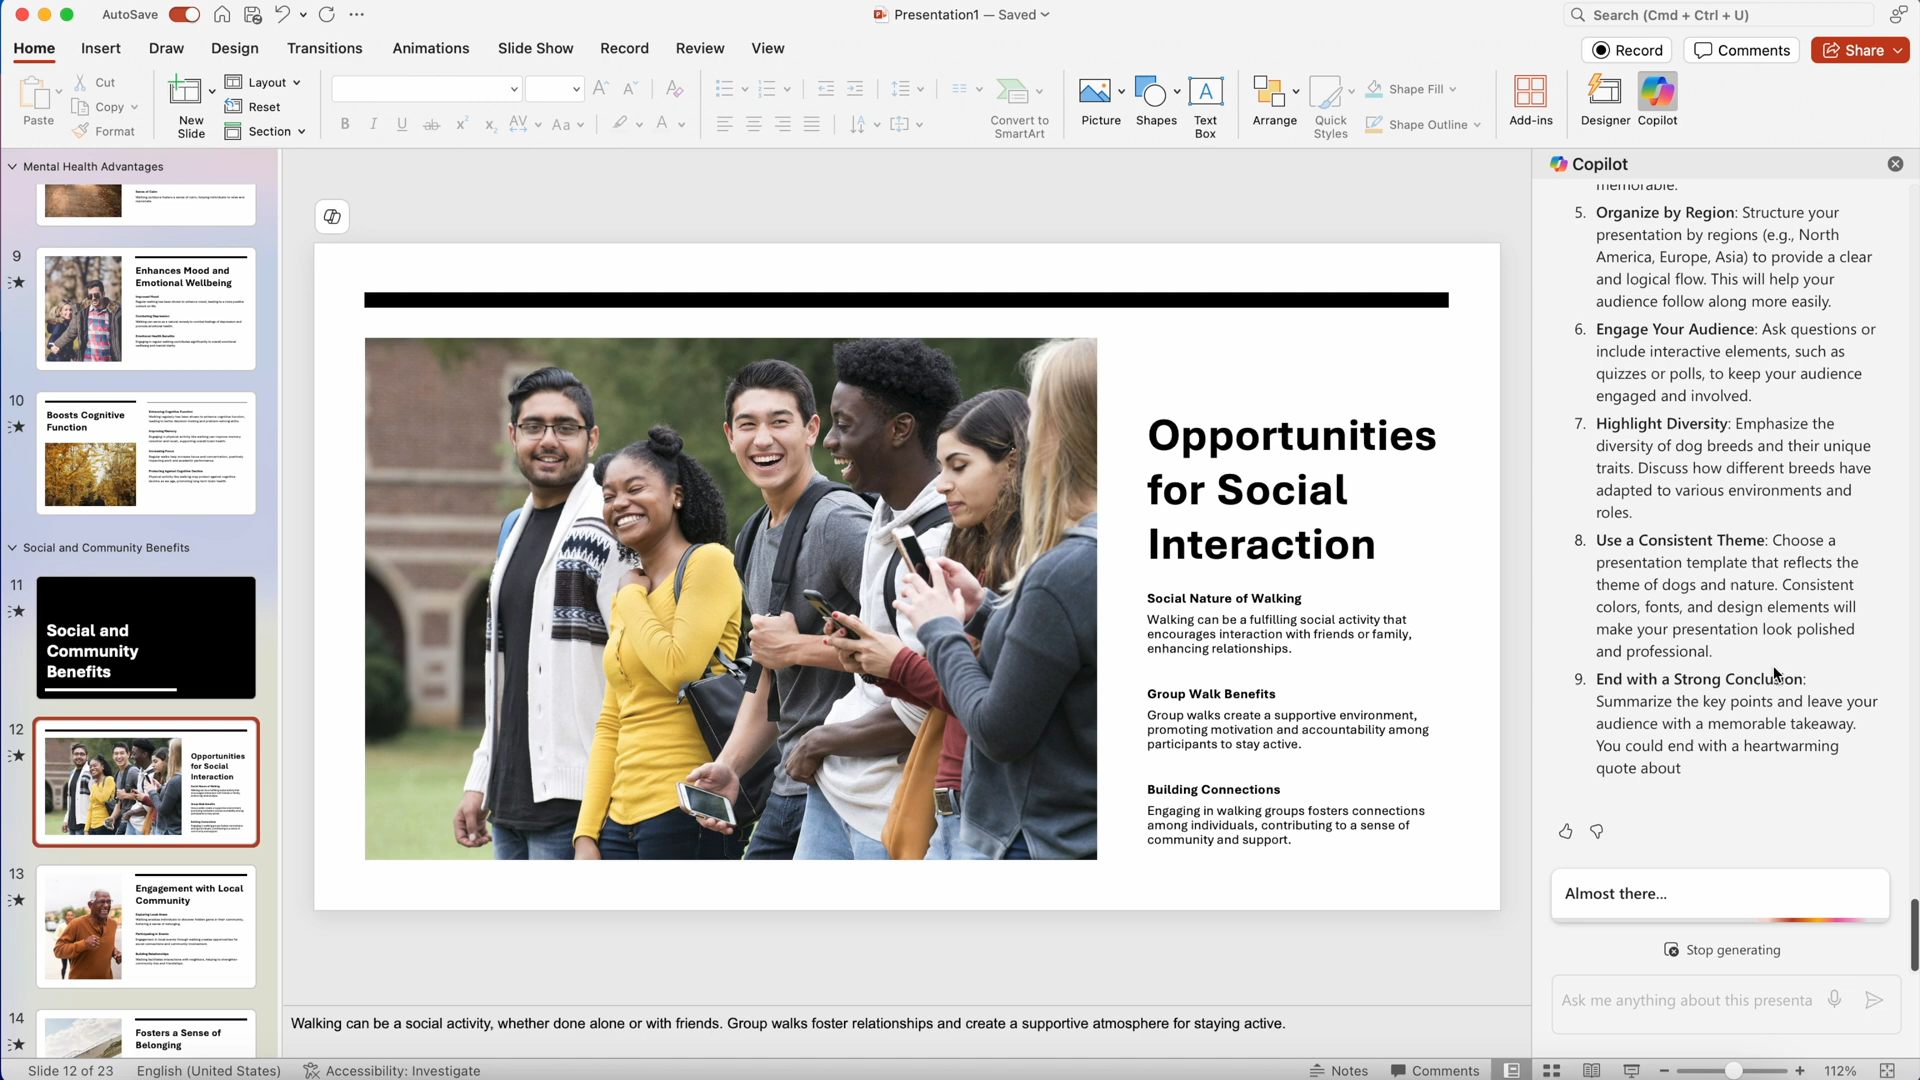 AutoSave
Presentation1 — Saved
Search (Cmd + Ctrl + U)
Home Insert Draw Design Transitions Animations Slide Show Record Review View
Record Comments Share
Paste
Cut
Copy
Format
New
Slide
Layout
Reset
Section
Convert to
SmartArt
Picture
Shapes
Text
Box
Arrange
Quick
Styles
Shape Fill
Shape Outline
Add-ins
Designer
Copilot
Mental Health Advantages
9
Enhances Mood and
Emotional Wellbeing
10
Boosts Cognitive
Function
Social and Community Benefits
11
Social and
Community
Benefits
12
Opportunities
for Social
Interaction
13
Engagement with Local
Community
14
Fosters a Sense of
Belonging
Opportunities
for Social
Interaction
Social Nature of Walking
Walking can be a fulfilling social activity that
encourages interaction with friends or family,
enhancing relationships.
Group Walk Benefits
Group walks create a supportive environment,
promoting motivation and accountability among
participants to stay active.
Building Connections
Engaging in walking groups fosters connections
among individuals, contributing to a sense of
community and support.
Walking can be a social activity, whether done alone or with friends. Group walks foster relationships and create a supportive atmosphere for staying active.
Copilot
memorable.
5. Organize by Region: Structure your
presentation by regions (e.g., North
America, Europe, Asia) to provide a clear
and logical flow. This will help your
audience follow along more easily.
6. Engage Your Audience: Ask questions or
include interactive elements, such as
quizzes or polls, to keep your audience
engaged and involved.
7. Highlight Diversity: Emphasize the
diversity of dog breeds and their unique
traits. Discuss how different breeds have
adapted to various environments and
roles.
8. Use a Consistent Theme: Choose a
presentation template that reflects the
theme of dogs and nature. Consistent
colors, fonts, and design elements will
make your presentation look polished
and professional.
9. End with a Strong Conclusion:
Summarize the key points and leave your
audience with a memorable takeaway.
You could end with a heartwarming
quote about
Almost there...
Stop generating
Ask me anything about this presenta
Slide 12 of 23 English (United States) Accessibility: Investigate
Notes Comments 112%